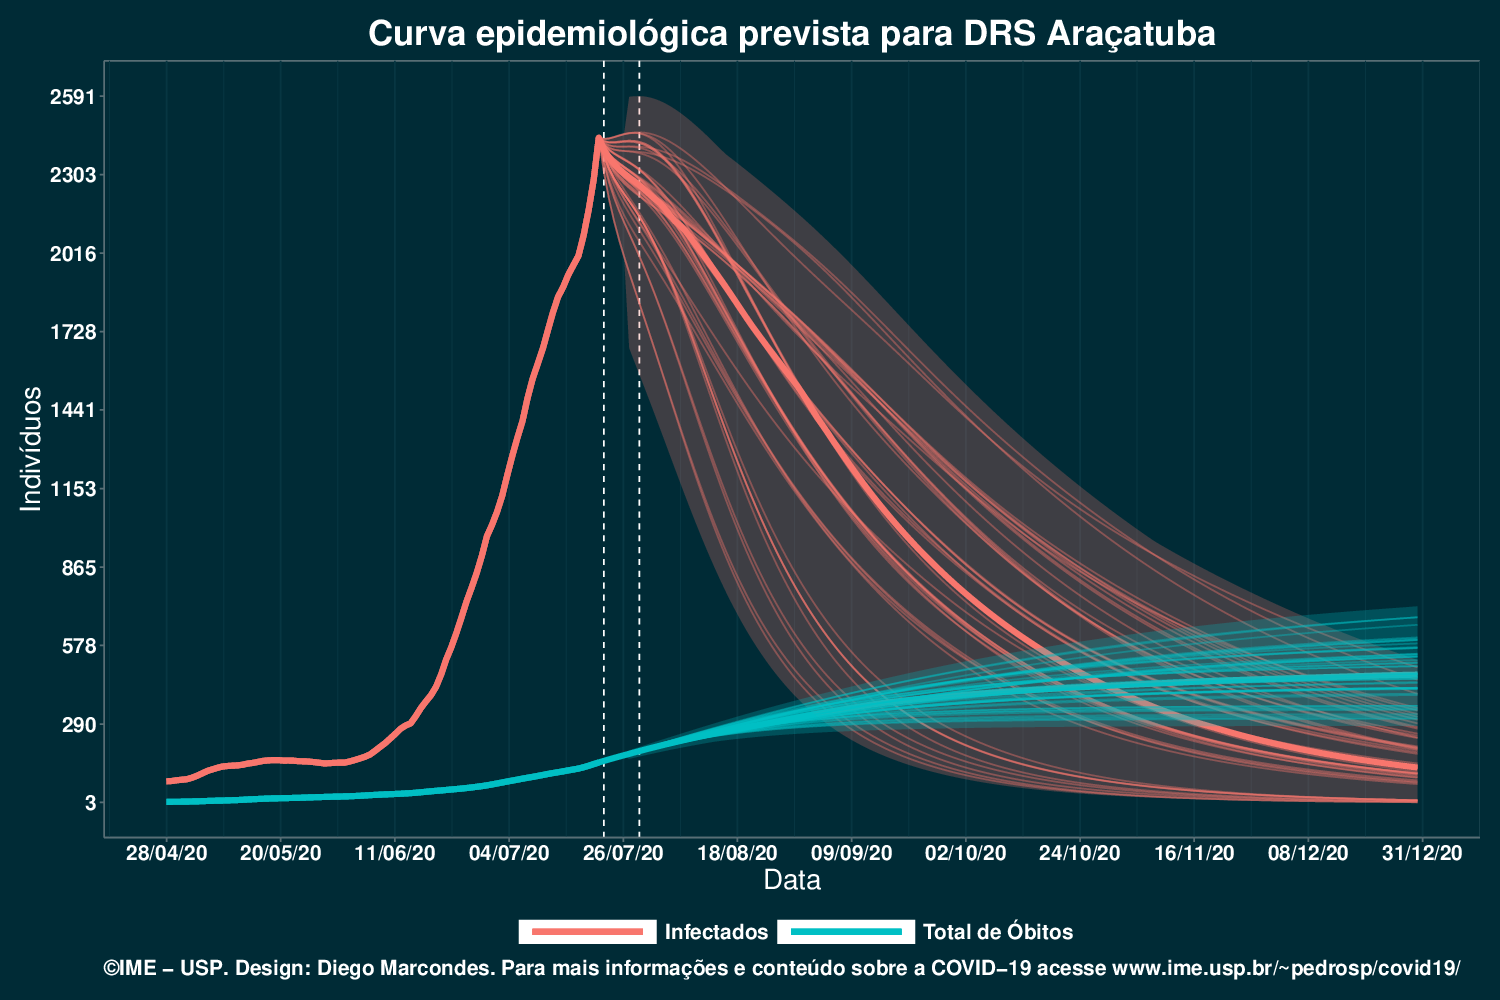 Curva epidemiológica prevista para DRS Araçatuba
Indivíduos
2591
2303
2016
1728
1441
1153
865
578
290
3
28/04/20 20/05/20 11/06/20 04/07/20 26/07/20 18/08/20 09/09/20 02/10/20 24/10/20 16/11/20 08/12/20 31/12/20
Data
Infectados Total de Óbitos
©IME – USP. Design: Diego Marcondes. Para mais informações e conteúdo sobre a COVID–19 acesse www.ime.usp.br/~pedrosp/covid19/